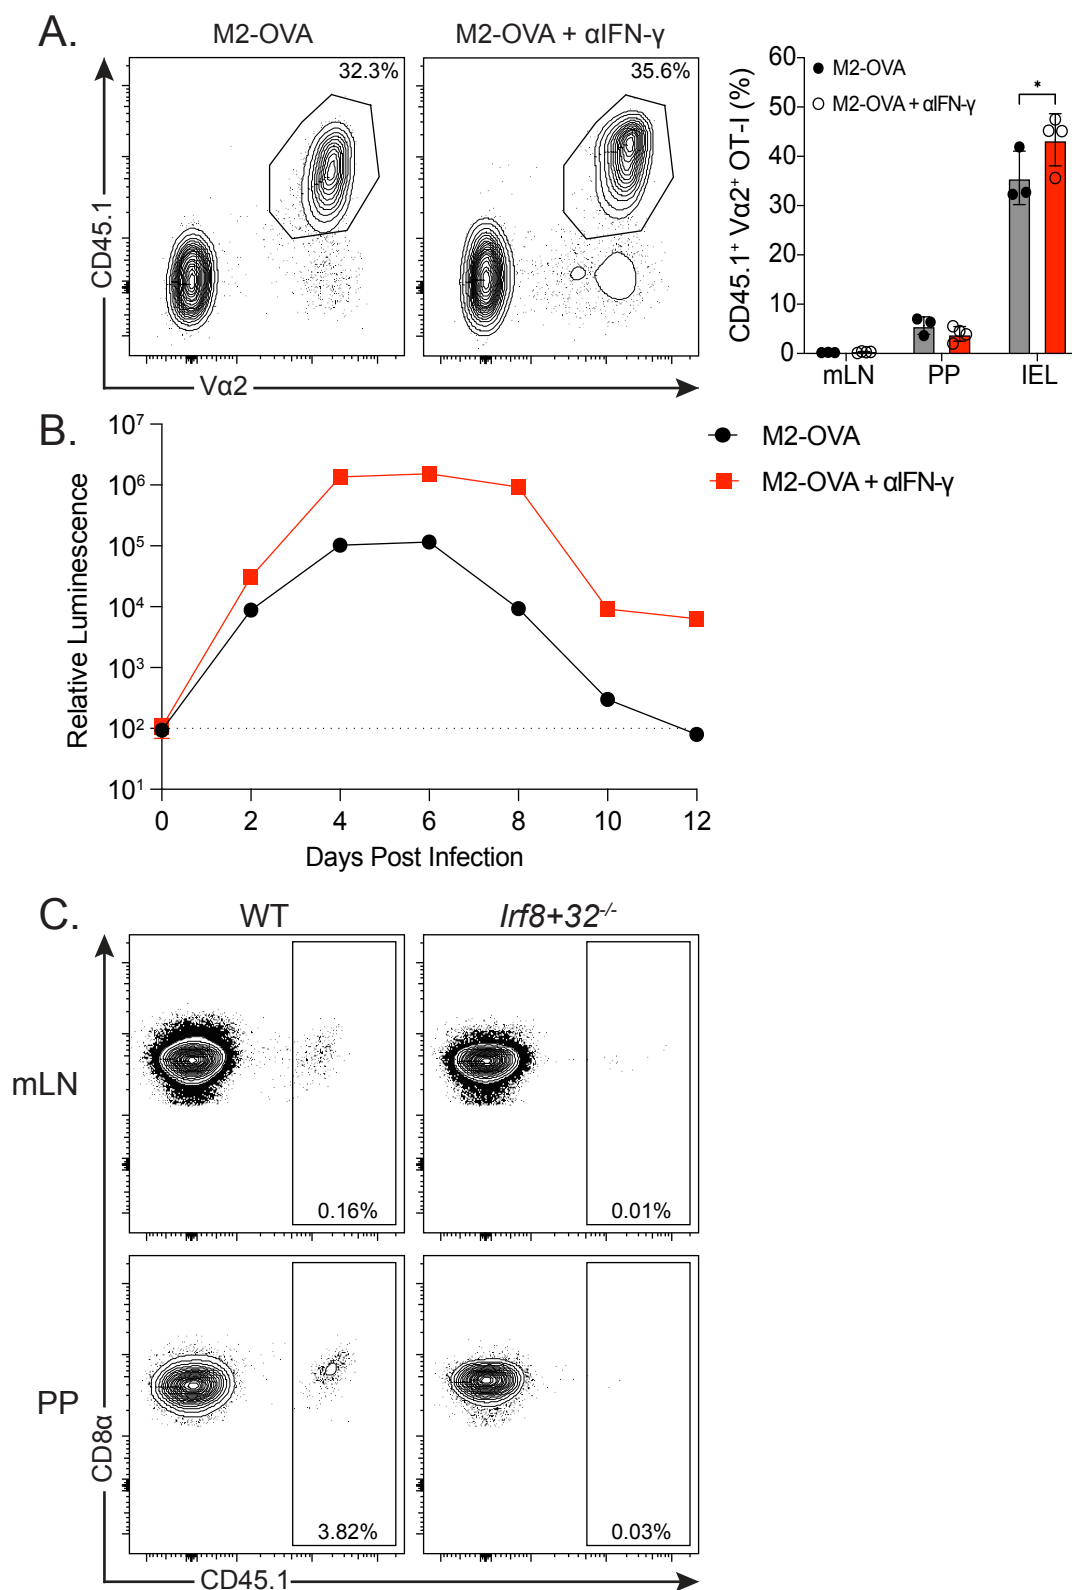 A.
M2-OVA
M2-OVA + αIFN-γ
32.3%
35.6%
CD45.1
Vα2
CD45.1⁺ Vα2⁺ OT-I (%)
60
50
40
30
20
10
0
M2-OVA
M2-OVA + αIFN-γ
*
mLN PP IEL
B.
Relative Luminescence
10⁷
10⁶
10⁵
10⁴
10³
10²
10¹
0 2 4 6 8 10 12
Days Post Infection
M2-OVA
M2-OVA + αIFN-γ
C.
WT
Irf8+32⁻/⁻
mLN
0.16%
0.01%
PP
3.82%
0.03%
CD8α
CD45.1